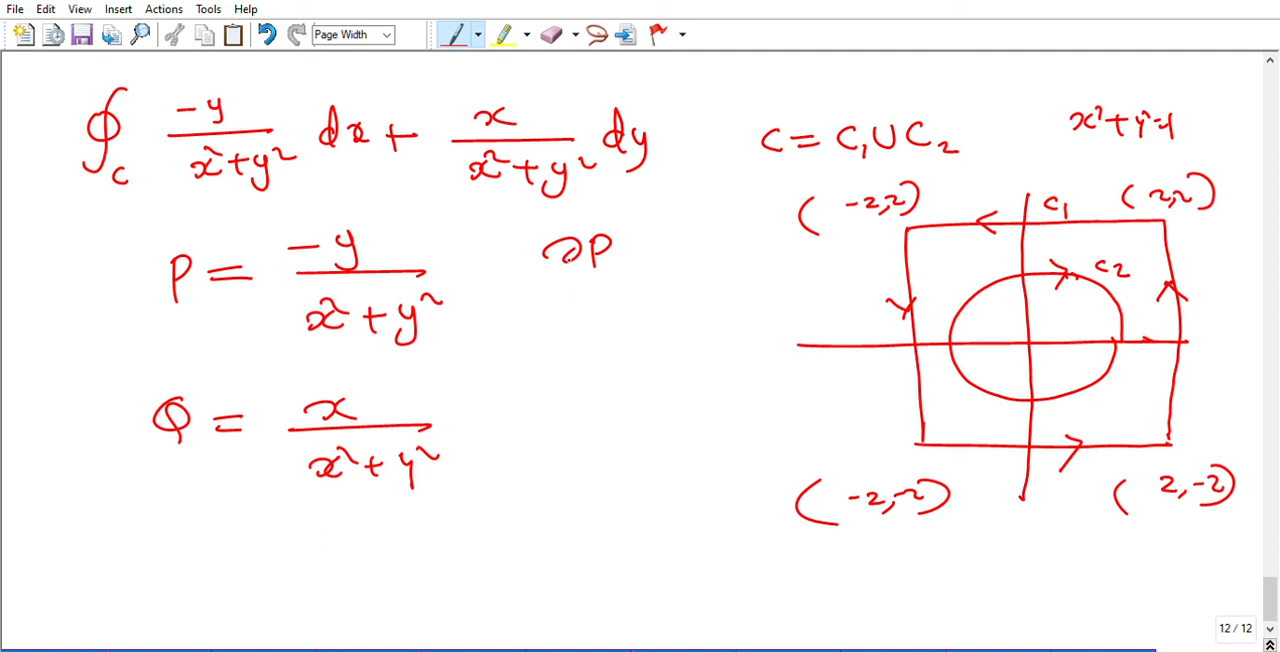 File Edit View Insert Actions Tools Help
Page Width
∮_C -y/(x²+y²) dx + x/(x²+y²) dy
C = C₁ U C₂
x²+y²=1
(-2,2)
C₁
(2,2)
P = -y/(x²+y²)
∂P
C₂
Q = x/(x²+y²)
(-2,-2)
(2,-2)
12 / 12